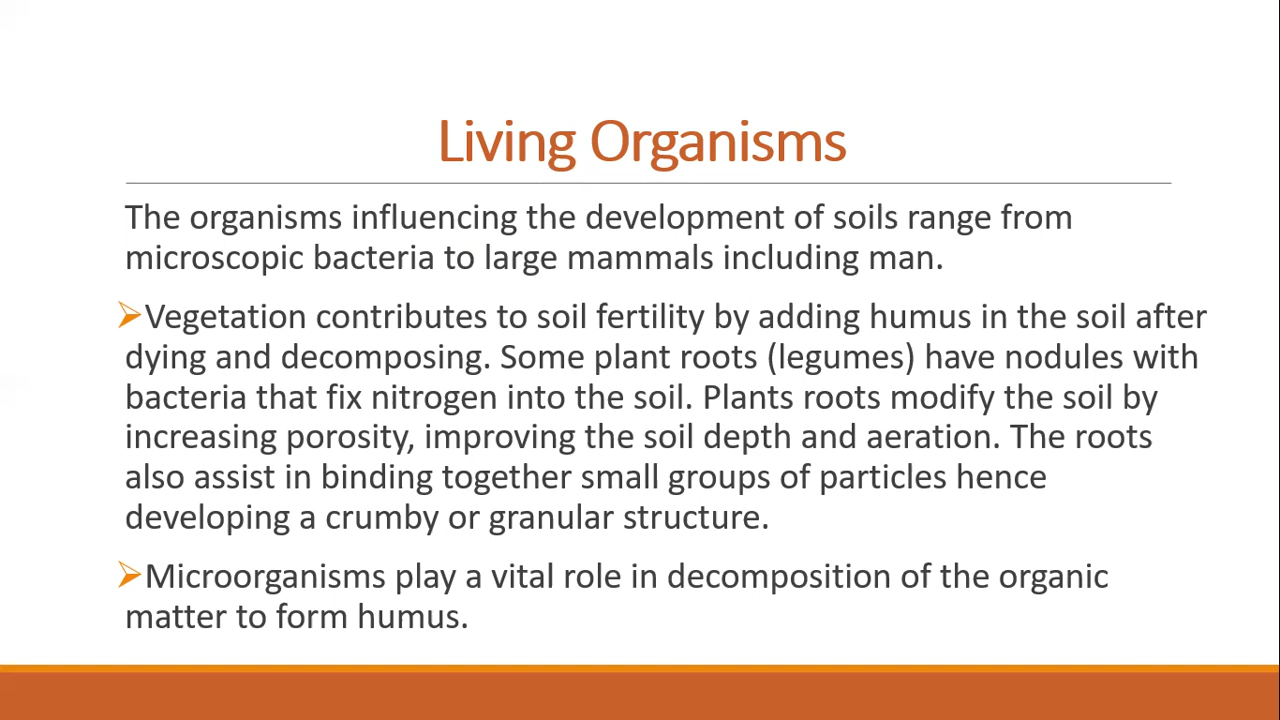 Living Organisms
The organisms influencing the development of soils range from
microscopic bacteria to large mammals including man.
➢Vegetation contributes to soil fertility by adding humus in the soil after
dying and decomposing. Some plant roots (legumes) have nodules with
bacteria that fix nitrogen into the soil. Plants roots modify the soil by
increasing porosity, improving the soil depth and aeration. The roots
also assist in binding together small groups of particles hence
developing a crumby or granular structure.
➢Microorganisms play a vital role in decomposition of the organic
matter to form humus.